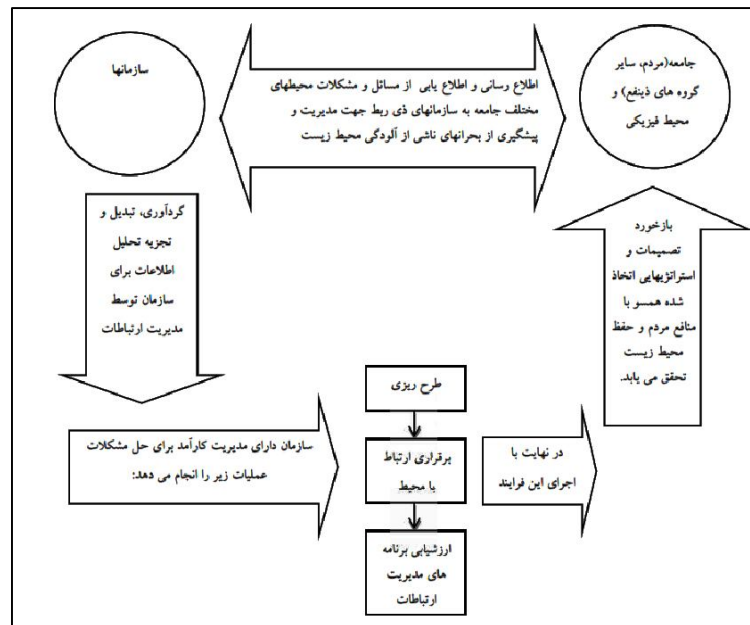 جامعه(مردم، سایر
گروه های ذینفع) و
محیط فیزیکی
اطلاع رسانی و اطلاع یابی از مسائل و مشکلات محیطهای
مختلف جامعه به سازمانهای ذی ربط جهت مدیریت و
پیشگیری از بحرانهای ناشی از آلودگی محیط زیست
سازمانها
گردآوری، تبدیل و
تجزیه تحلیل
اطلاعات برای
سازمان توسط
مدیریت ارتباطات
سازمان دارای مدیریت کارآمد برای حل مشکلات
عملیات زیر را انجام می دهد:
طرح ریزی
برقراری ارتباط
با محیط
ارزشیابی برنامه
های مدیریت
ارتباطات
در نهایت با
اجرای این فرایند
بازخورد
تصمیمات و
استراتژیهایی اتخاذ
شده همسو با
منافع مردم و حفظ
محیط زیست
تحقق می یابد.